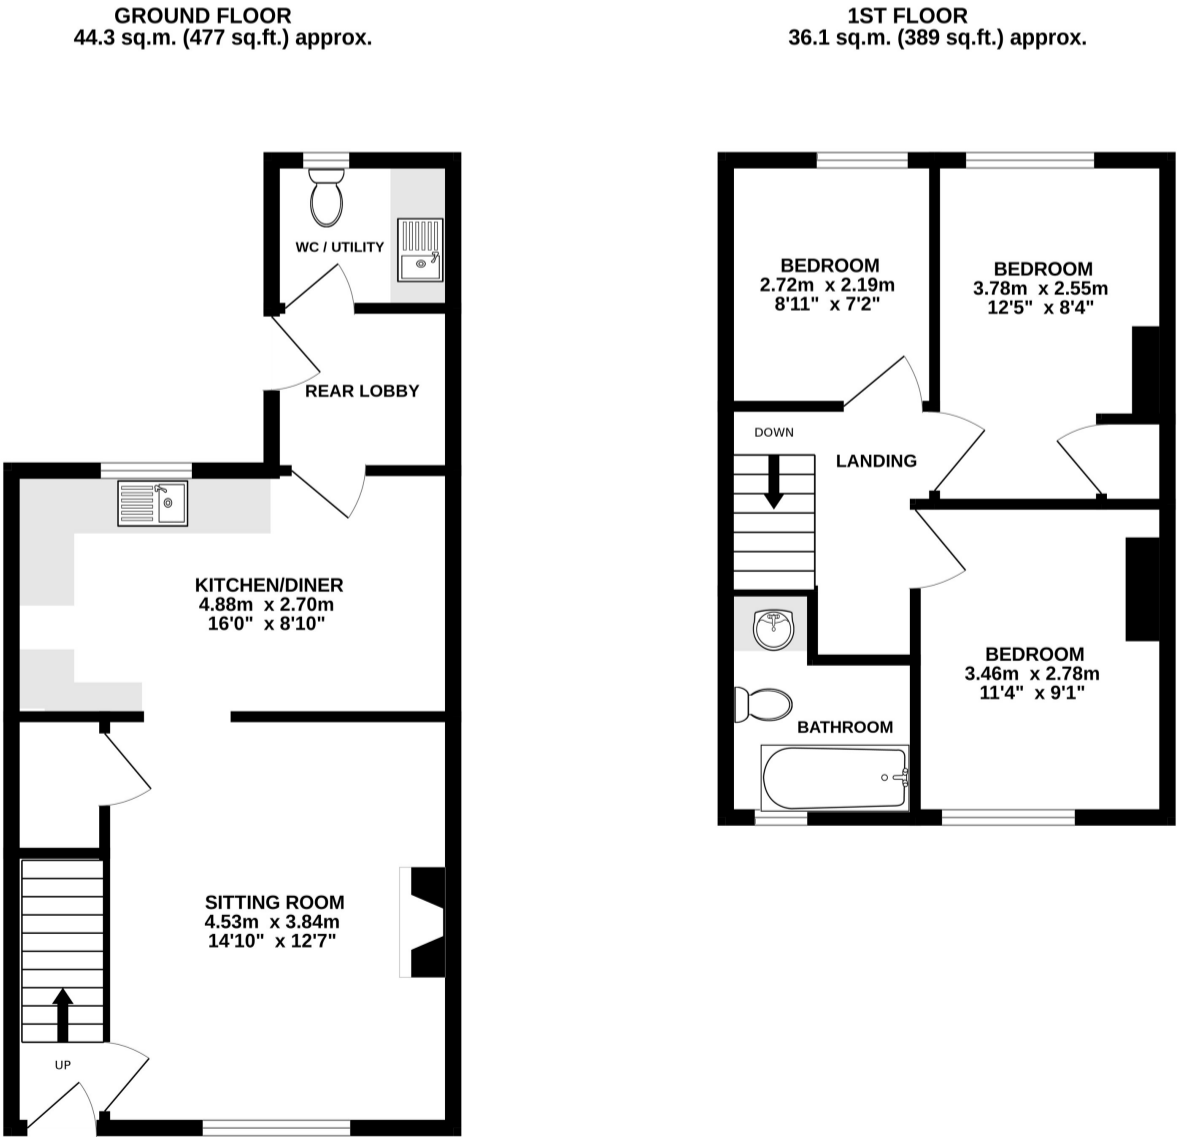 GROUND FLOOR
44.3 sq.m. (477 sq.ft.) approx.
1ST FLOOR
36.1 sq.m. (389 sq.ft.) approx.
WC / UTILITY
REAR LOBBY
KITCHEN/DINER
4.88m x 2.70m
16'0" x 8'10"
SITTING ROOM
4.53m x 3.84m
14'10" x 12'7"
UP
BEDROOM
2.72m x 2.19m
8'11" x 7'2"
BEDROOM
3.78m x 2.55m
12'5" x 8'4"
DOWN
LANDING
BEDROOM
3.46m x 2.78m
11'4" x 9'1"
BATHROOM